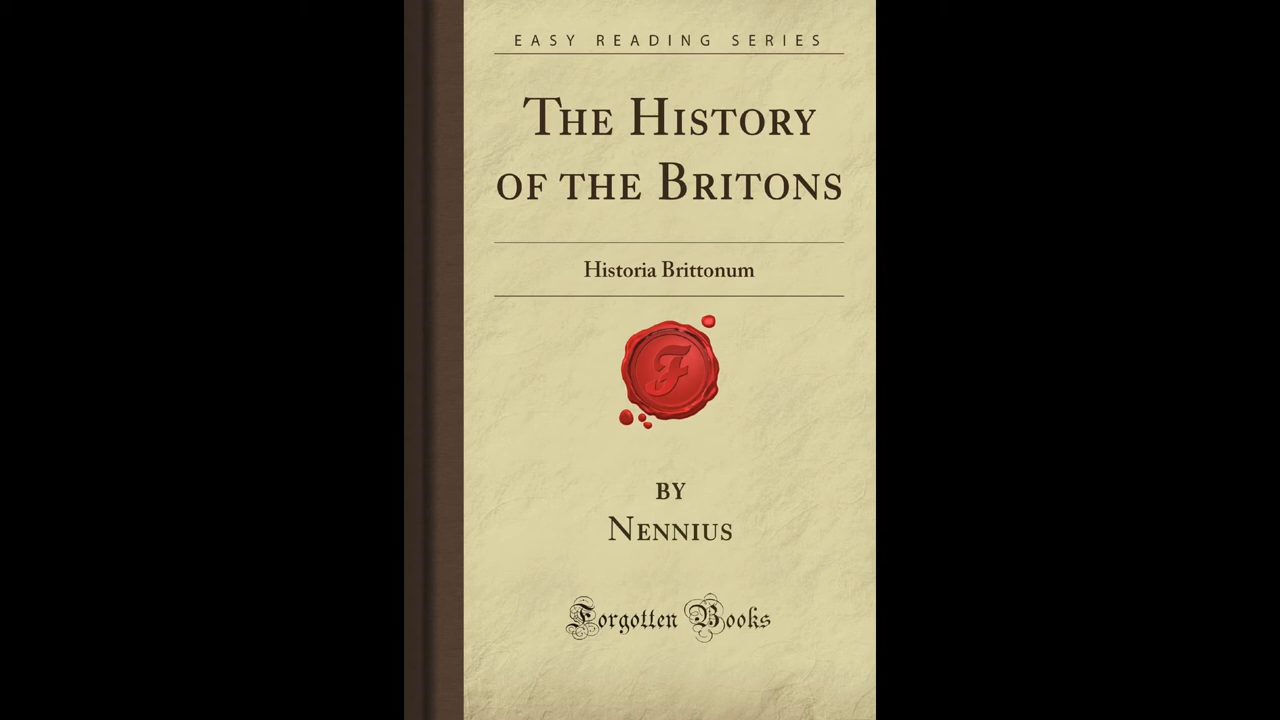 EASY READING SERIES
The History
of the Britons
Historia Brittonum
F
by
Nennius
Forgotten Books